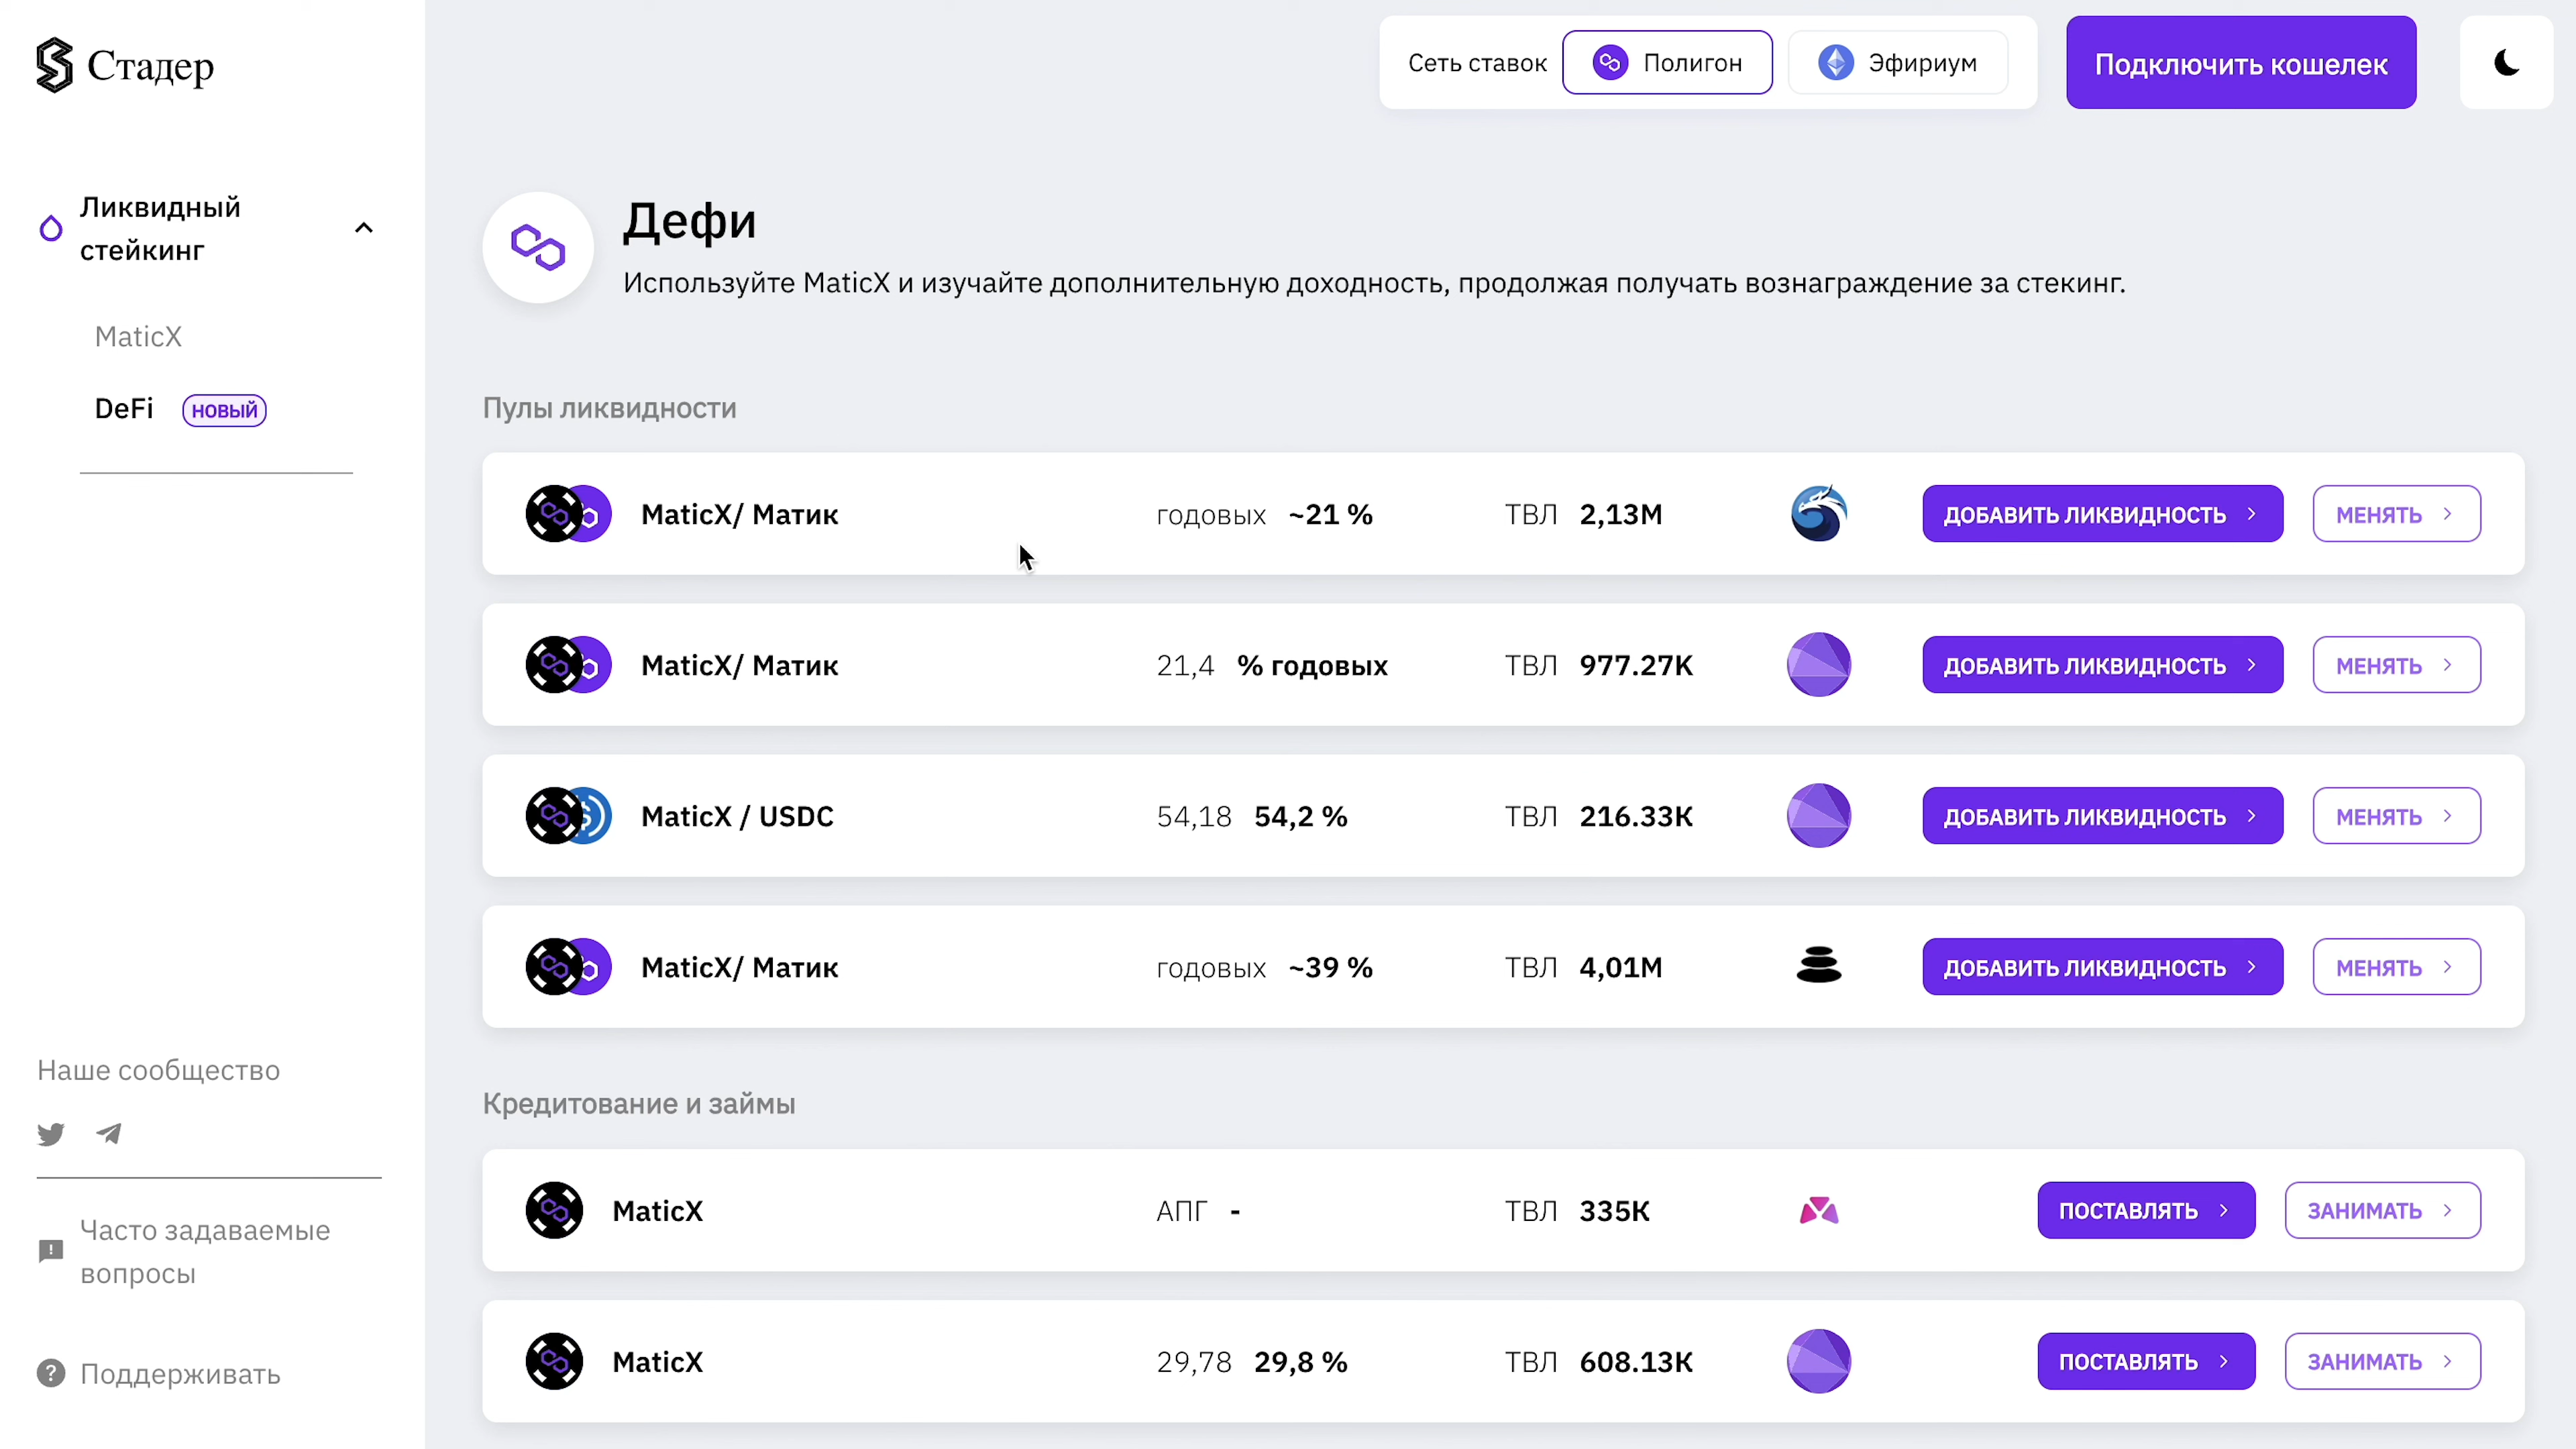 Стадер
Сеть ставок Полигон Эфириум Подключить кошелек
Ликвидный
стейкинг
MaticX
DeFi НОВЫЙ
Дефи
Используйте MaticX и изучайте дополнительную доходность, продолжая получать вознаграждение за стекинг.
Пулы ликвидности
MaticX/ Матик годовых ~21 % ТВЛ 2,13M ДОБАВИТЬ ЛИКВИДНОСТЬ МЕНЯТЬ
MaticX/ Матик 21,4 % годовых ТВЛ 977.27K ДОБАВИТЬ ЛИКВИДНОСТЬ МЕНЯТЬ
MaticX / USDC 54,18 54,2 % ТВЛ 216.33K ДОБАВИТЬ ЛИКВИДНОСТЬ МЕНЯТЬ
MaticX/ Матик годовых ~39 % ТВЛ 4,01M ДОБАВИТЬ ЛИКВИДНОСТЬ МЕНЯТЬ
Кредитование и займы
MaticX АПГ - ТВЛ 335K ПОСТАВЛЯТЬ ЗАНИМАТЬ
MaticX 29,78 29,8 % ТВЛ 608.13K ПОСТАВЛЯТЬ ЗАНИМАТЬ
Наше сообщество
Часто задаваемые
вопросы
Поддерживать